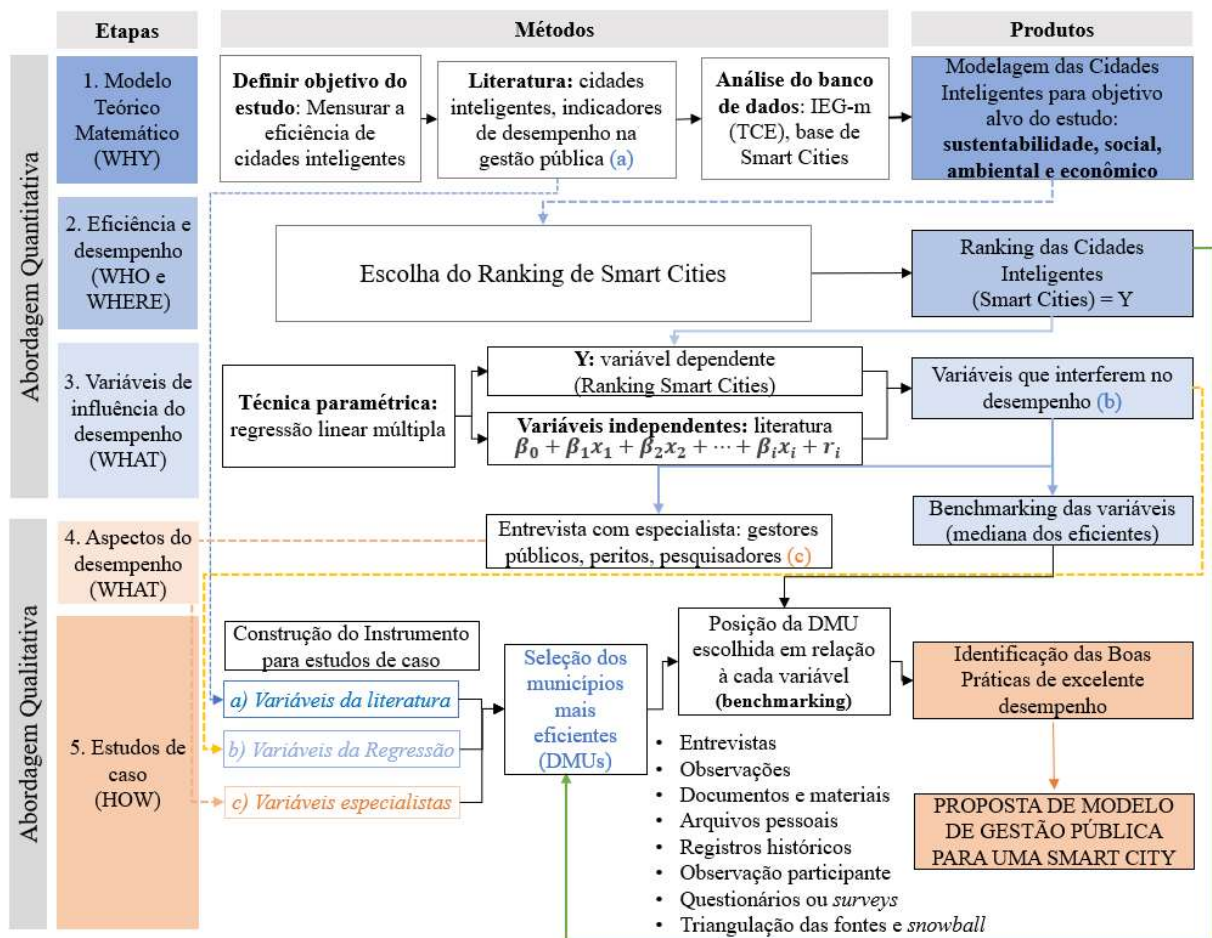 Etapas
Métodos
Produtos
Abordagem Quantitativa
1. Modelo
Teórico
Matemático
(WHY)
Definir objetivo do
estudo: Mensurar a
eficiência de
cidades inteligentes
Literatura: cidades
inteligentes, indicadores
de desempenho na
gestão pública (a)
Análise do banco
de dados: IEG-m
(TCE), base de
Smart Cities
Modelagem das Cidades
Inteligentes para objetivo
alvo do estudo:
sustentabilidade, social,
ambiental e econômico
2. Eficiência e
desempenho
(WHO e
WHERE)
Escolha do Ranking de Smart Cities
Ranking das Cidades
Inteligentes
(Smart Cities) = Y
3. Variáveis de
influência do
desempenho
(WHAT)
Técnica paramétrica:
regressão linear múltipla
Y: variável dependente
(Ranking Smart Cities)
Variáveis independentes: literatura
β₀ + β₁x₁ + β₂x₂ + ⋯ + βᵢxᵢ + rᵢ
Variáveis que interferem no
desempenho (b)
Benchmarking das variáveis
(mediana dos eficientes)
Abordagem Qualitativa
4. Aspectos do
desempenho
(WHAT)
Entrevista com especialista: gestores
públicos, peritos, pesquisadores (c)
5. Estudos de
caso
(HOW)
Construção do Instrumento
para estudos de caso
a) Variáveis da literatura
b) Variáveis da Regressão
c) Variáveis especialistas
Seleção dos
municípios
mais
eficientes
(DMUs)
Posição da DMU
escolhida em relação
à cada variável
(benchmarking)
• Entrevistas
• Observações
• Documentos e materiais
• Arquivos pessoais
• Registros históricos
• Observação participante
• Questionários ou surveys
• Triangulação das fontes e snowball
Identificação das Boas
Práticas de excelente
desempenho
PROPOSTA DE MODELO
DE GESTÃO PÚBLICA
PARA UMA SMART CITY